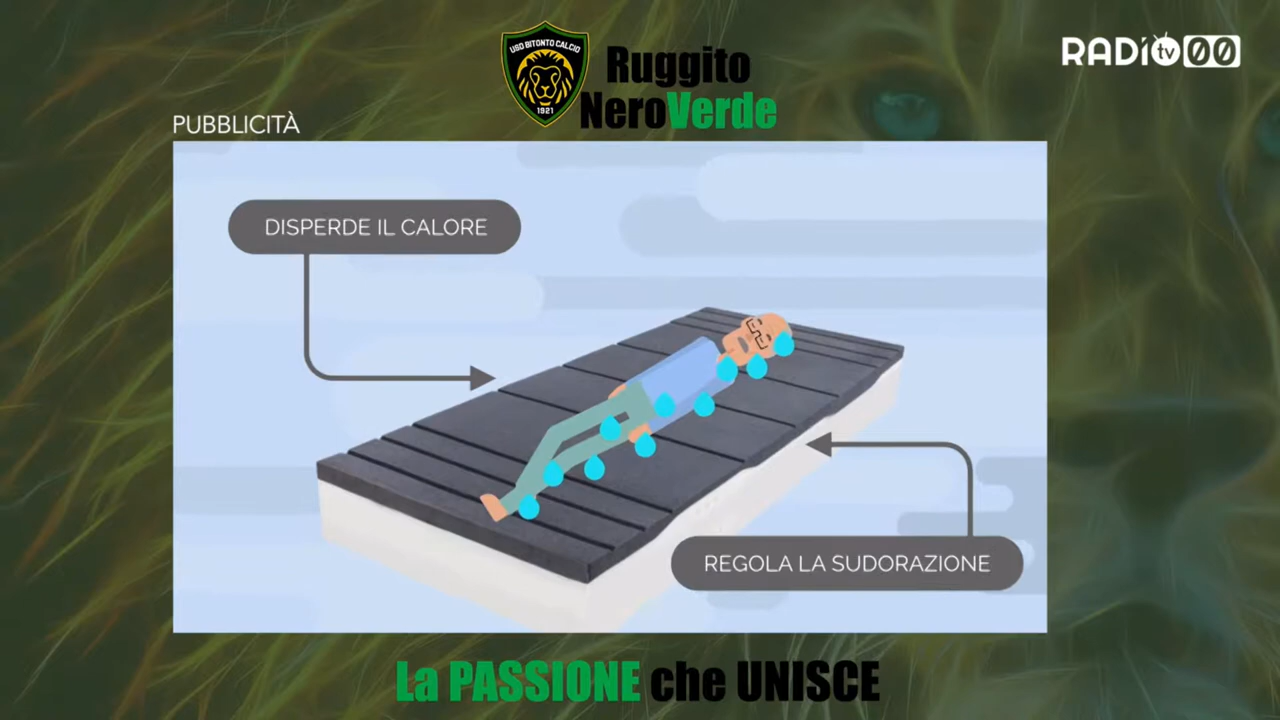 USD BITONTO CALCIO
1921
Ruggito
NeroVerde
RADIO tv 00
PUBBLICITÀ
DISPERDE IL CALORE
REGOLA LA SUDORAZIONE
La PASSIONE che UNISCE